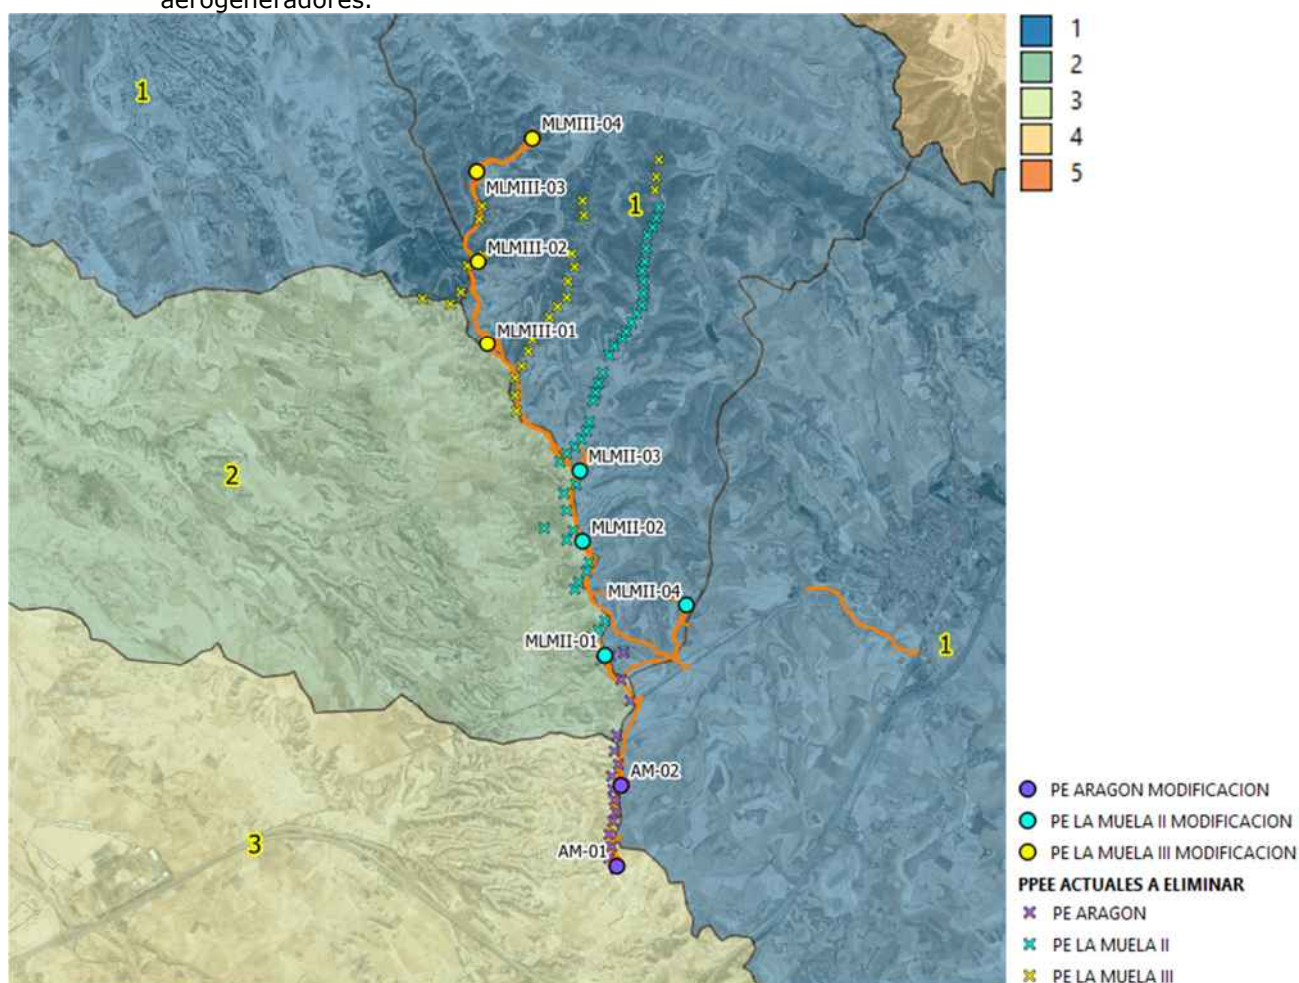 aerogeneradores.
1
2
3
4
5
1
MLMIII-04
MLMIII-03
1
MLMIII-02
MLMIII-01
MLMII-03
2
MLMII-02
MLMII-04
MLMII-01
1
AM-02
3
AM-01
PE ARAGON MODIFICACION
PE LA MUELA II MODIFICACION
PE LA MUELA III MODIFICACION
PPEE ACTUALES A ELIMINAR
PE ARAGON
PE LA MUELA II
PE LA MUELA III